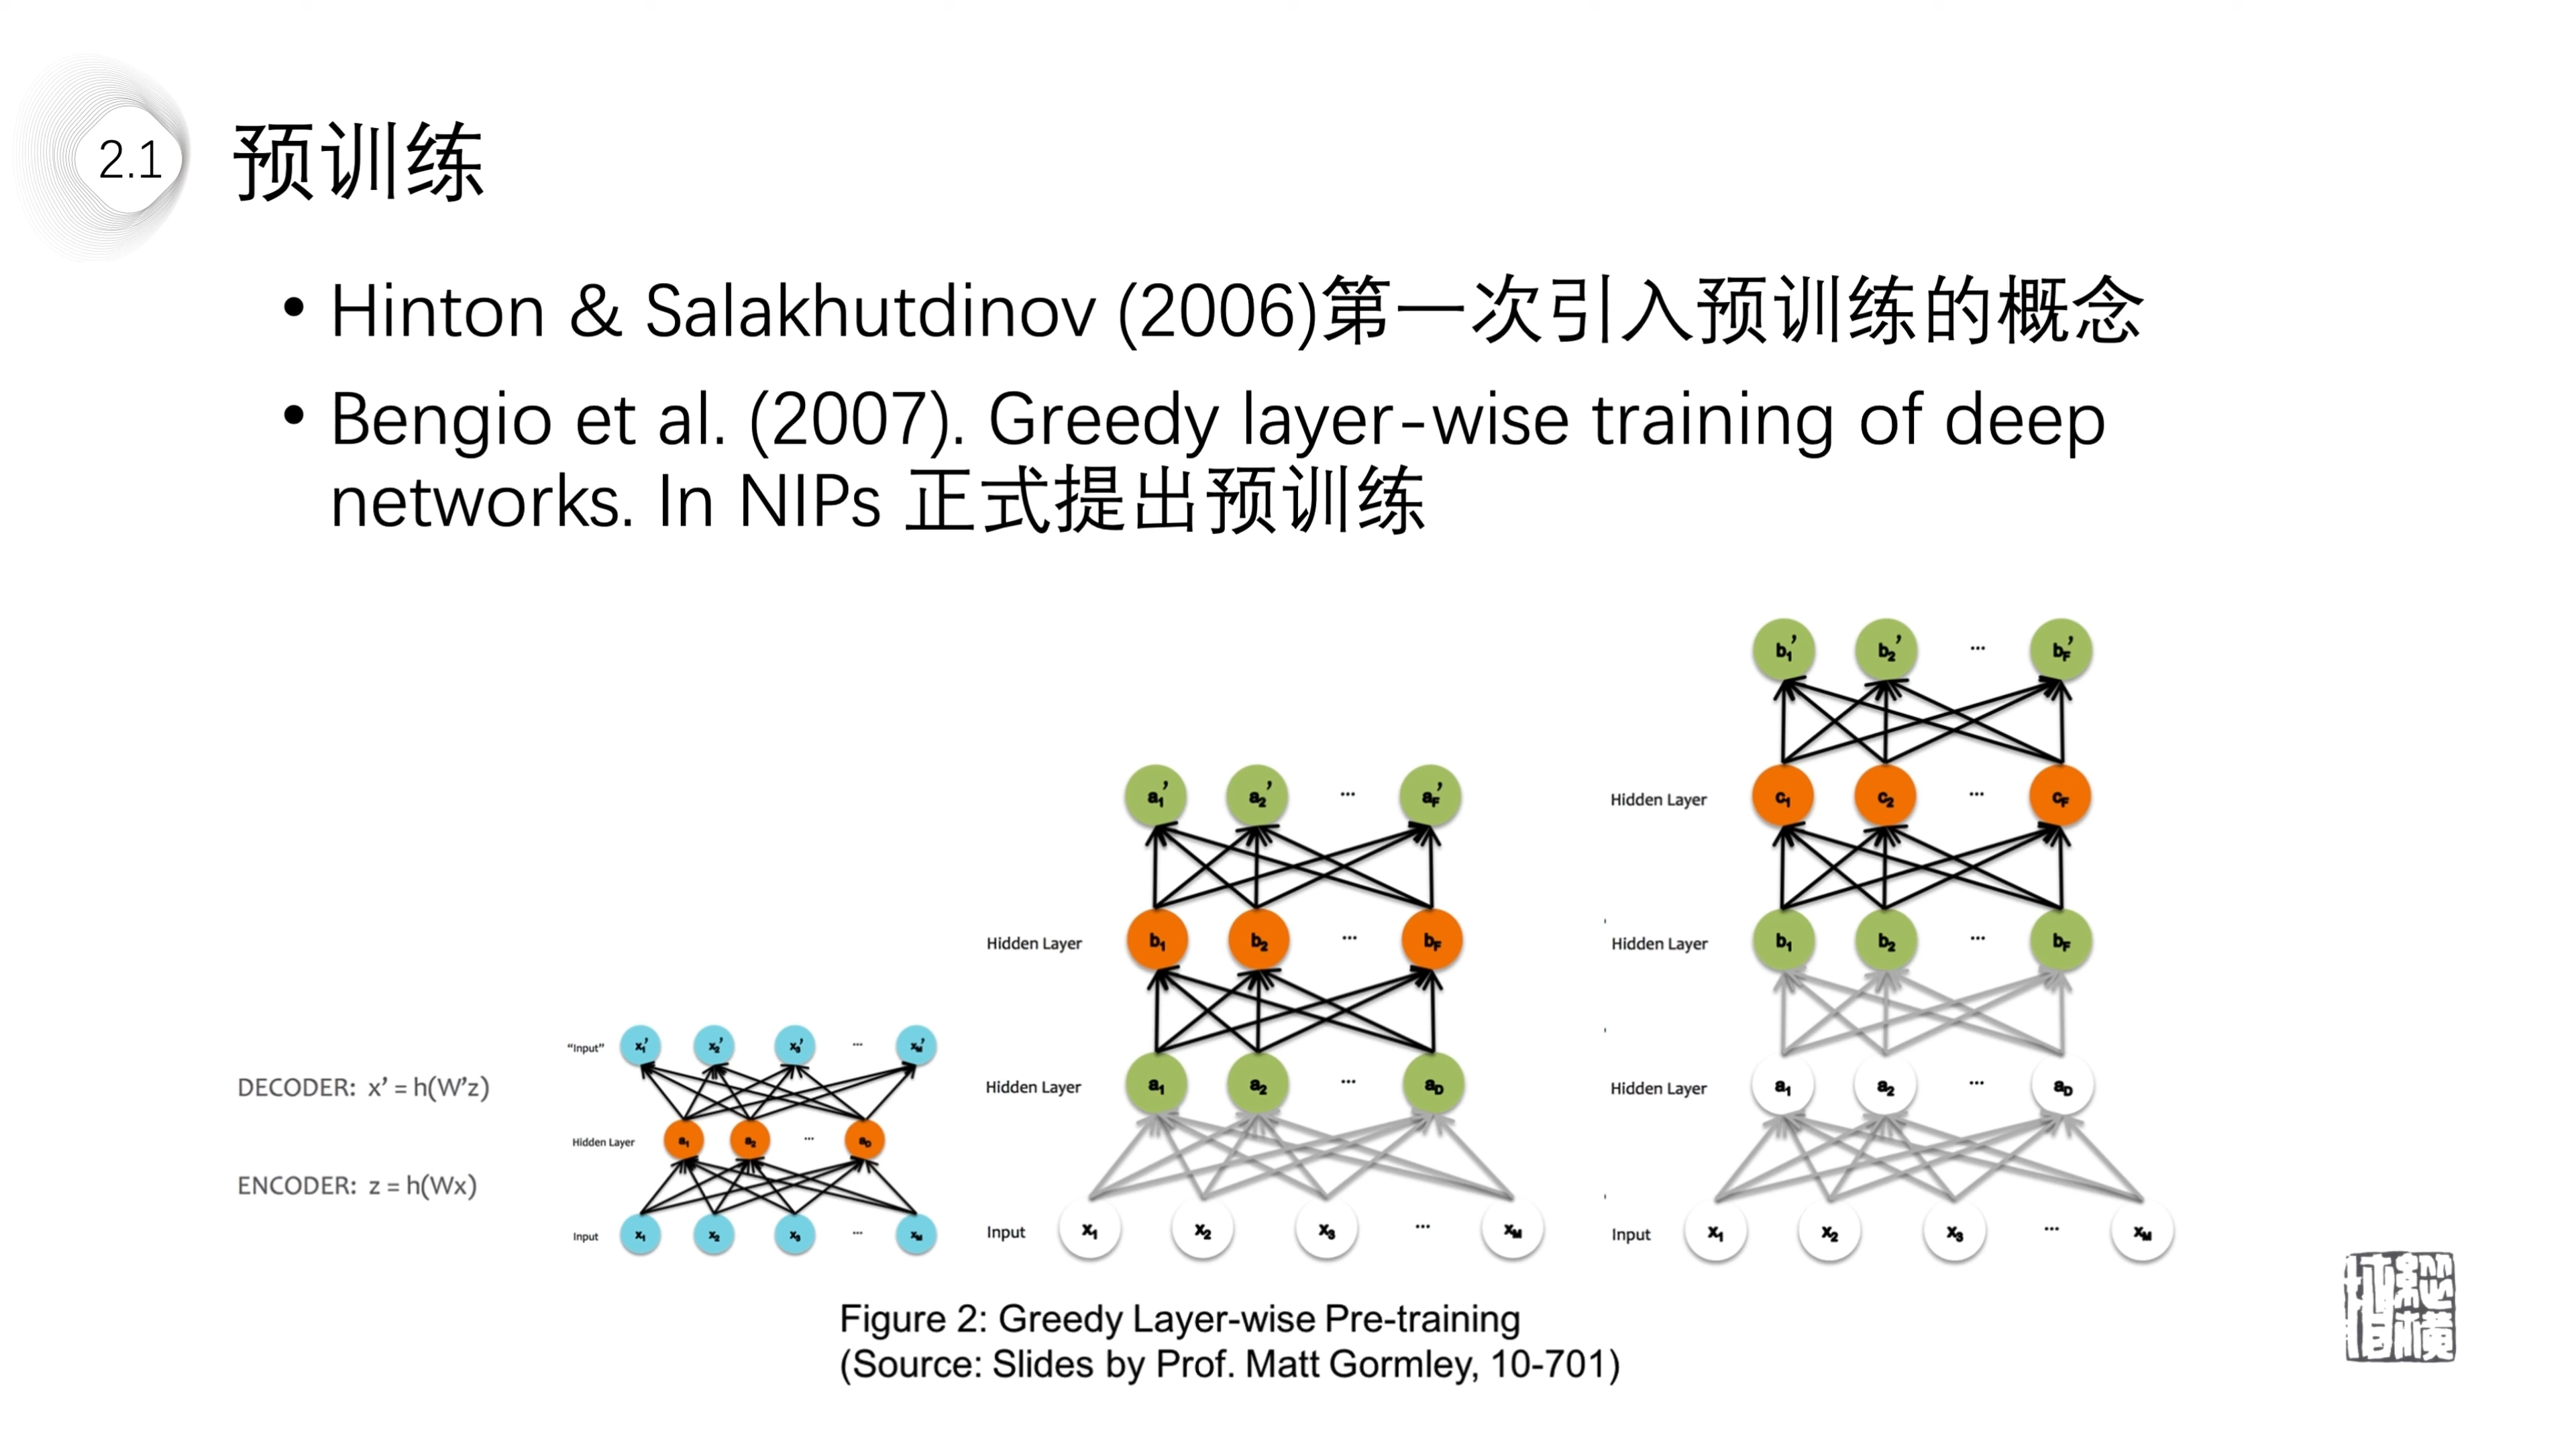 2.1
预训练
• Hinton & Salakhutdinov (2006)第一次引入预训练的概念
• Bengio et al. (2007). Greedy layer-wise training of deep
networks. In NIPs 正式提出预训练
DECODER: x’ = h(W’z)
ENCODER: z = h(Wx)
“Input” x₁’ x₂’ x₃’ ... x_M’
Hidden Layer a₁ a₂ ... a_D
Input x₁ x₂ x₃ ... x_M
a₁’ a₂’ ... a_F’
Hidden Layer b₁ b₂ ... b_F
Hidden Layer a₁ a₂ ... a_D
Input x₁ x₂ x₃ ... x_M
b₁’ b₂’ ... b_F’
Hidden Layer c₁ c₂ ... c_F
Hidden Layer b₁ b₂ ... b_F
Hidden Layer a₁ a₂ ... a_D
Input x₁ x₂ x₃ ... x_M
Figure 2: Greedy Layer-wise Pre-training
(Source: Slides by Prof. Matt Gormley, 10-701)